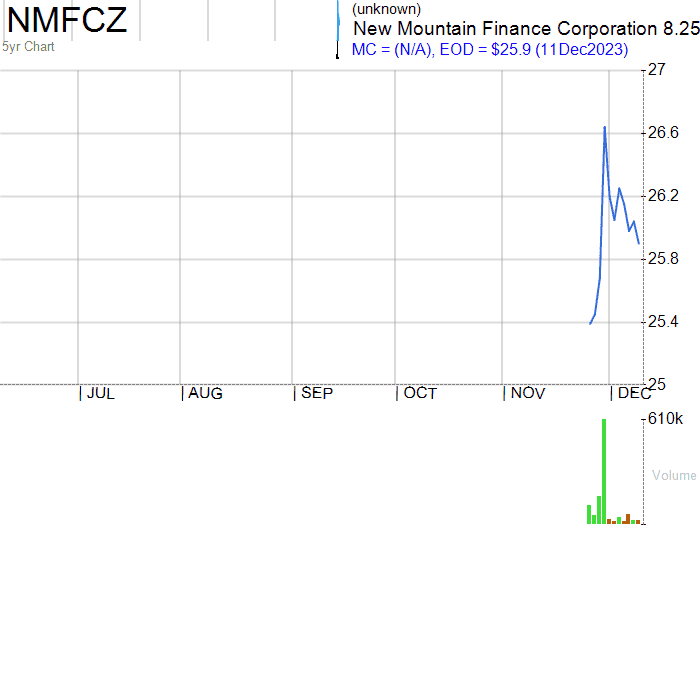 NMFCZ
5yr Chart
(unknown)
New Mountain Finance Corporation 8.25
MC = (N/A), EOD = $25.9 (11Dec2023)
27
26.6
26.2
25.8
25.4
25
| JUL | AUG | SEP | OCT | NOV | DEC
610k
Volume